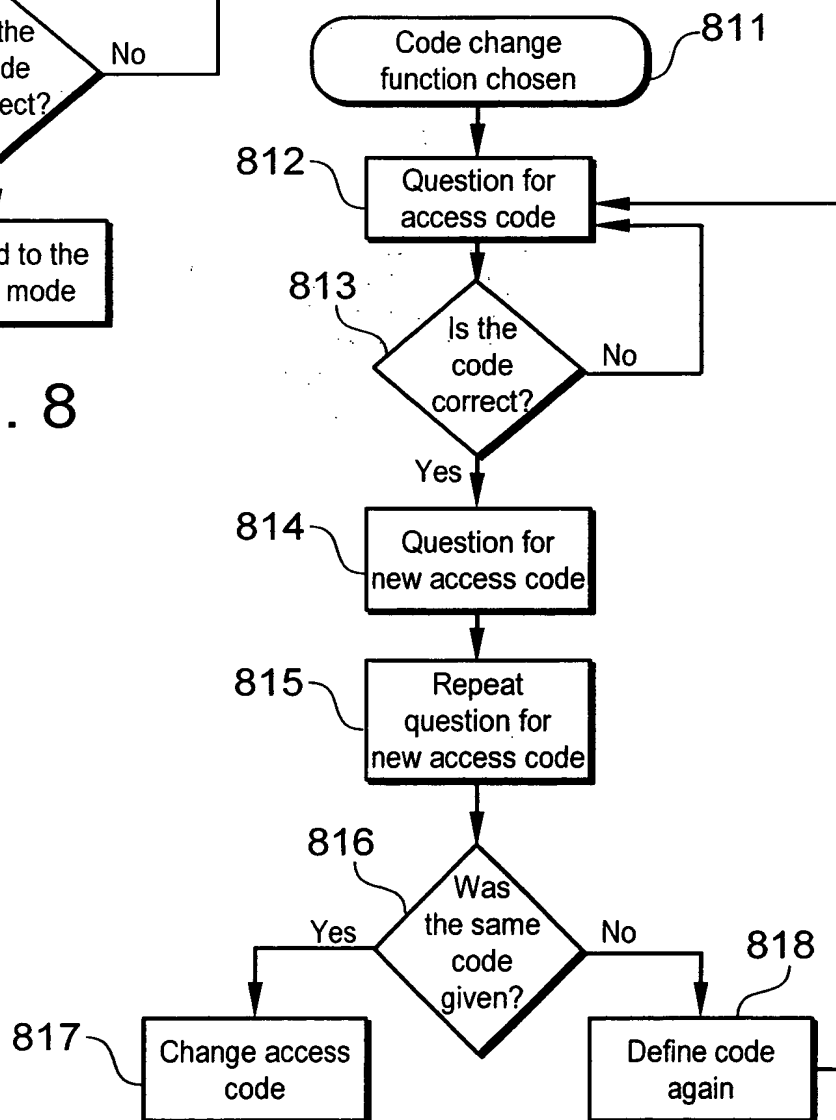 the
de
ect?
No
d to the
mode
. 8
Code change
function chosen
811
812
Question for
access code
813
Is the
code
correct?
No
Yes
814
Question for
new access code
815
Repeat
question for
new access code
816
Was
the same
code
given?
Yes
No
817
Change access
code
818
Define code
again